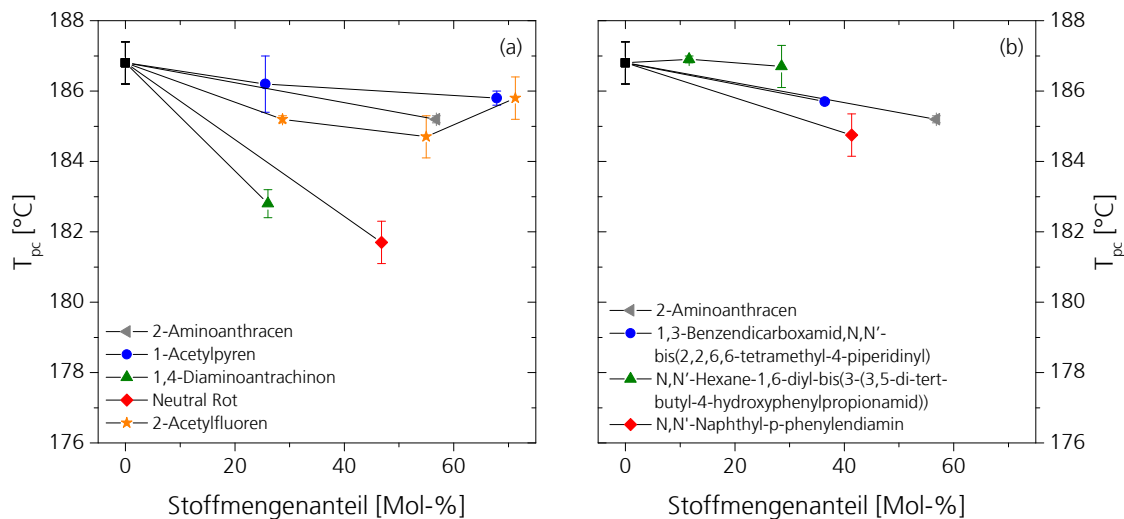 188
186
184
182
180
178
176
T_pc [°C]
(a)
2-Aminoanthracen
1-Acetylpyren
1,4-Diaminoantrachinon
Neutral Rot
2-Acetylfluoren
0 20 40 60
Stoffmengenanteil [Mol-%]
(b)
2-Aminoanthracen
1,3-Benzendicarboxamid,N,N′-
bis(2,2,6,6-tetramethyl-4-piperidinyl)
N,N′-Hexane-1,6-diyl-bis(3-(3,5-di-tert-
butyl-4-hydroxyphenylpropionamid))
N,N'-Naphthyl-p-phenylendiamin
0 20 40 60
Stoffmengenanteil [Mol-%]
188
186
184
182
180
178
176
T_pc [°C]